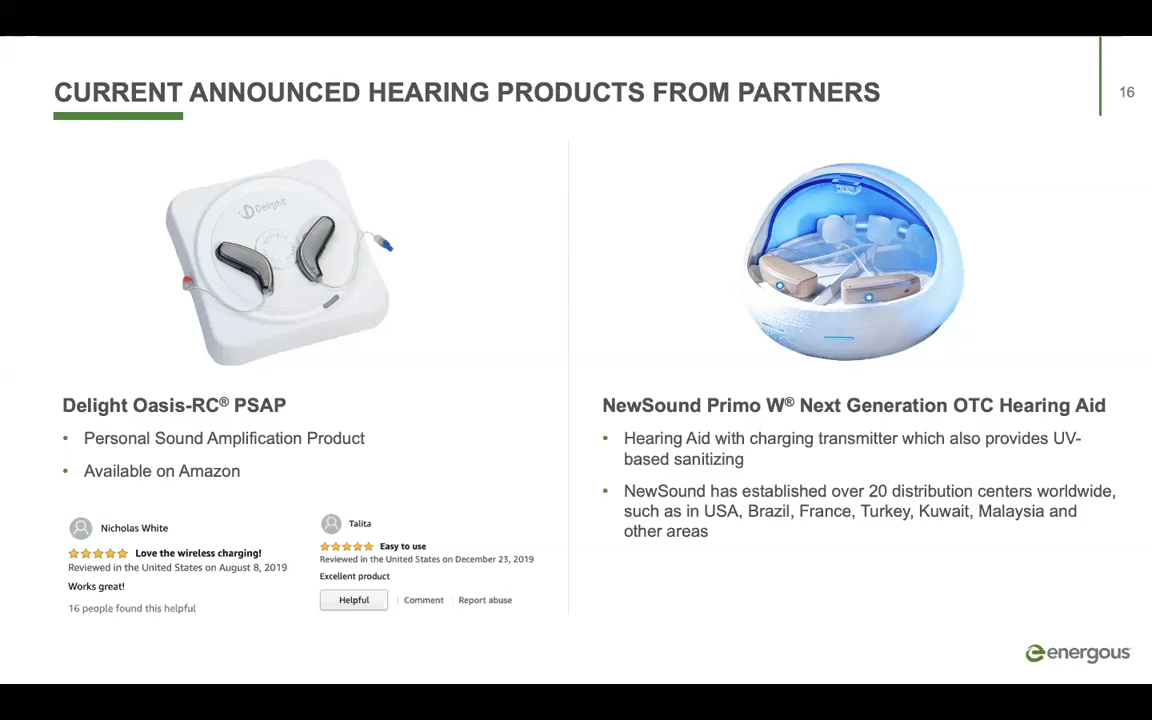 CURRENT ANNOUNCED HEARING PRODUCTS FROM PARTNERS
16
Delight
Delight Oasis-RC® PSAP
• Personal Sound Amplification Product
• Available on Amazon
Nicholas White
Love the wireless charging!
Reviewed in the United States on August 8, 2019
Works great!
16 people found this helpful
Talita
Easy to use
Reviewed in the United States on December 23, 2019
Excellent product
Helpful | Comment | Report abuse
NewSound Primo W® Next Generation OTC Hearing Aid
• Hearing Aid with charging transmitter which also provides UV-
based sanitizing
• NewSound has established over 20 distribution centers worldwide,
such as in USA, Brazil, France, Turkey, Kuwait, Malaysia and
other areas
energous